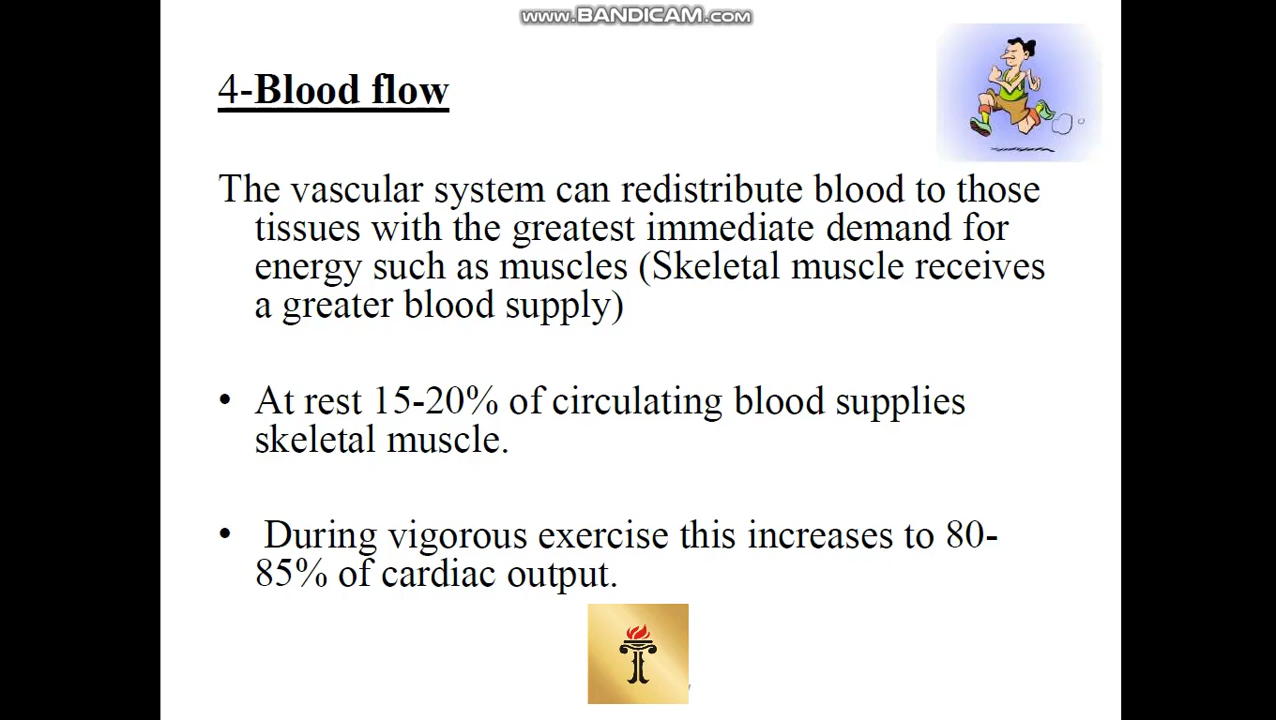 www.BANDICAM.com
4-Blood flow
The vascular system can redistribute blood to those
tissues with the greatest immediate demand for
energy such as muscles (Skeletal muscle receives
a greater blood supply)
• At rest 15-20% of circulating blood supplies
skeletal muscle.
• During vigorous exercise this increases to 80-
85% of cardiac output.